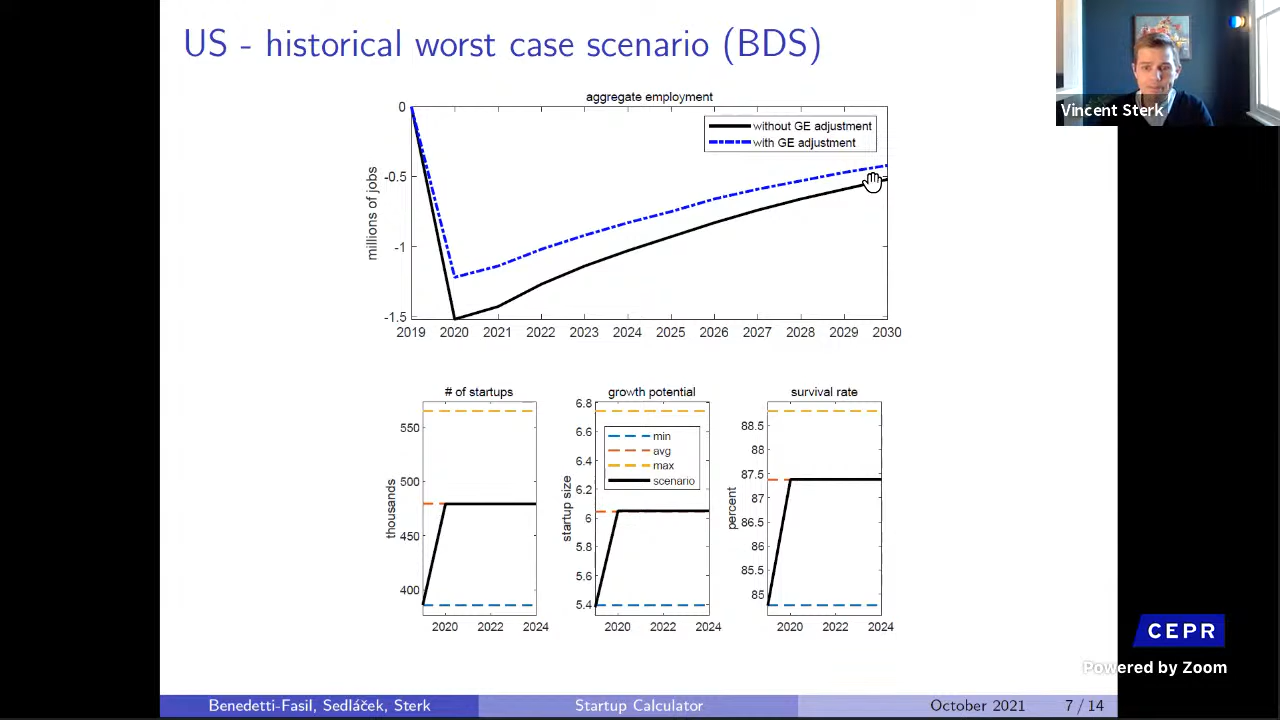 US - historical worst case scenario (BDS)
Vincent Sterk
aggregate employment
without GE adjustment
with GE adjustment
millions of jobs
0
-0.5
-1
-1.5
2019 2020 2021 2022 2023 2024 2025 2026 2027 2028 2029 2030
# of startups
thousands
550
500
450
400
2020 2022 2024
growth potential
startup size
6.8
6.6
6.4
6.2
6
5.8
5.6
5.4
min
avg
max
scenario
2020 2022 2024
survival rate
percent
88.5
88
87.5
87
86.5
86
85.5
85
2020 2022 2024
CEPR
Powered by Zoom
Benedetti-Fasil, Sedláček, Sterk Startup Calculator October 2021 7 / 14